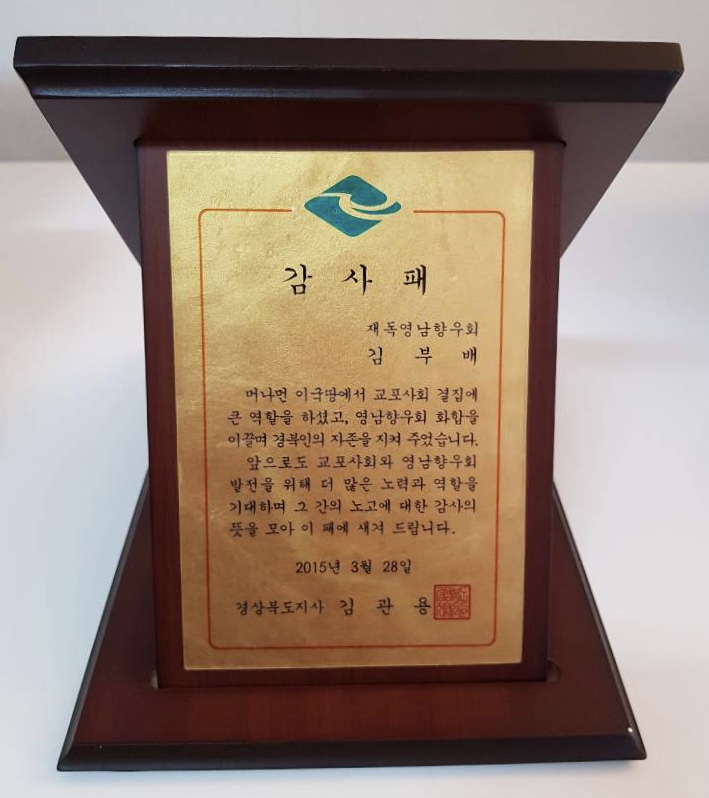 감 사 패
재독영남향우회
김 부 배
머나먼 이국땅에서 교포사회 결집에
큰 역할을 하셨고, 영남향우회 화합을
이끌며 경북인의 자존을 지켜 주었습니다.
앞으로도 교포사회와 영남향우회
발전을 위해 더 많은 노력과 역할을
기대하며 그 간의 노고에 대한 감사의
뜻을 모아 이 패에 새겨 드립니다.
2015년 3월 28일
경상북도지사 김 관 용